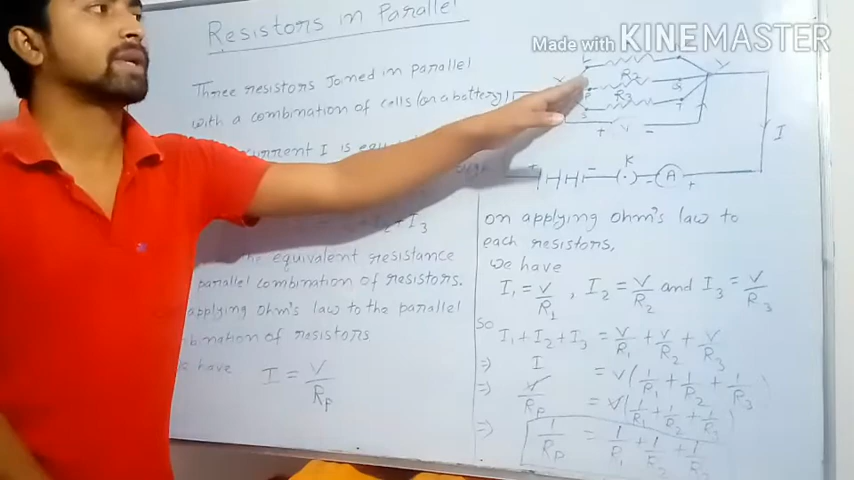 Resistors in Parallel
Made with KINEMASTER
Three resistors Joined in parallel
with a combination of cells (or a battery)
current I is
I3
the equivalent resistance
parallel combination of resistors.
applying ohm's law to the parallel
bination of resistors
have
I = V/Rp
R2
R3
V
Y
I
K
A
+ -
on applying ohm's law to
each resistors,
we have
I1 = V/R1 , I2 = V/R2 and I3 = V/R3
so
I1 + I2 + I3 = V/R1 + V/R2 + V/R3
⇒ I = V(1/R1 + 1/R2 + 1/R3)
⇒ V/Rp = V(1/R1 + 1/R2 + 1/R3)
⇒ 1/Rp = 1/R1 + 1/R2 + 1/R3